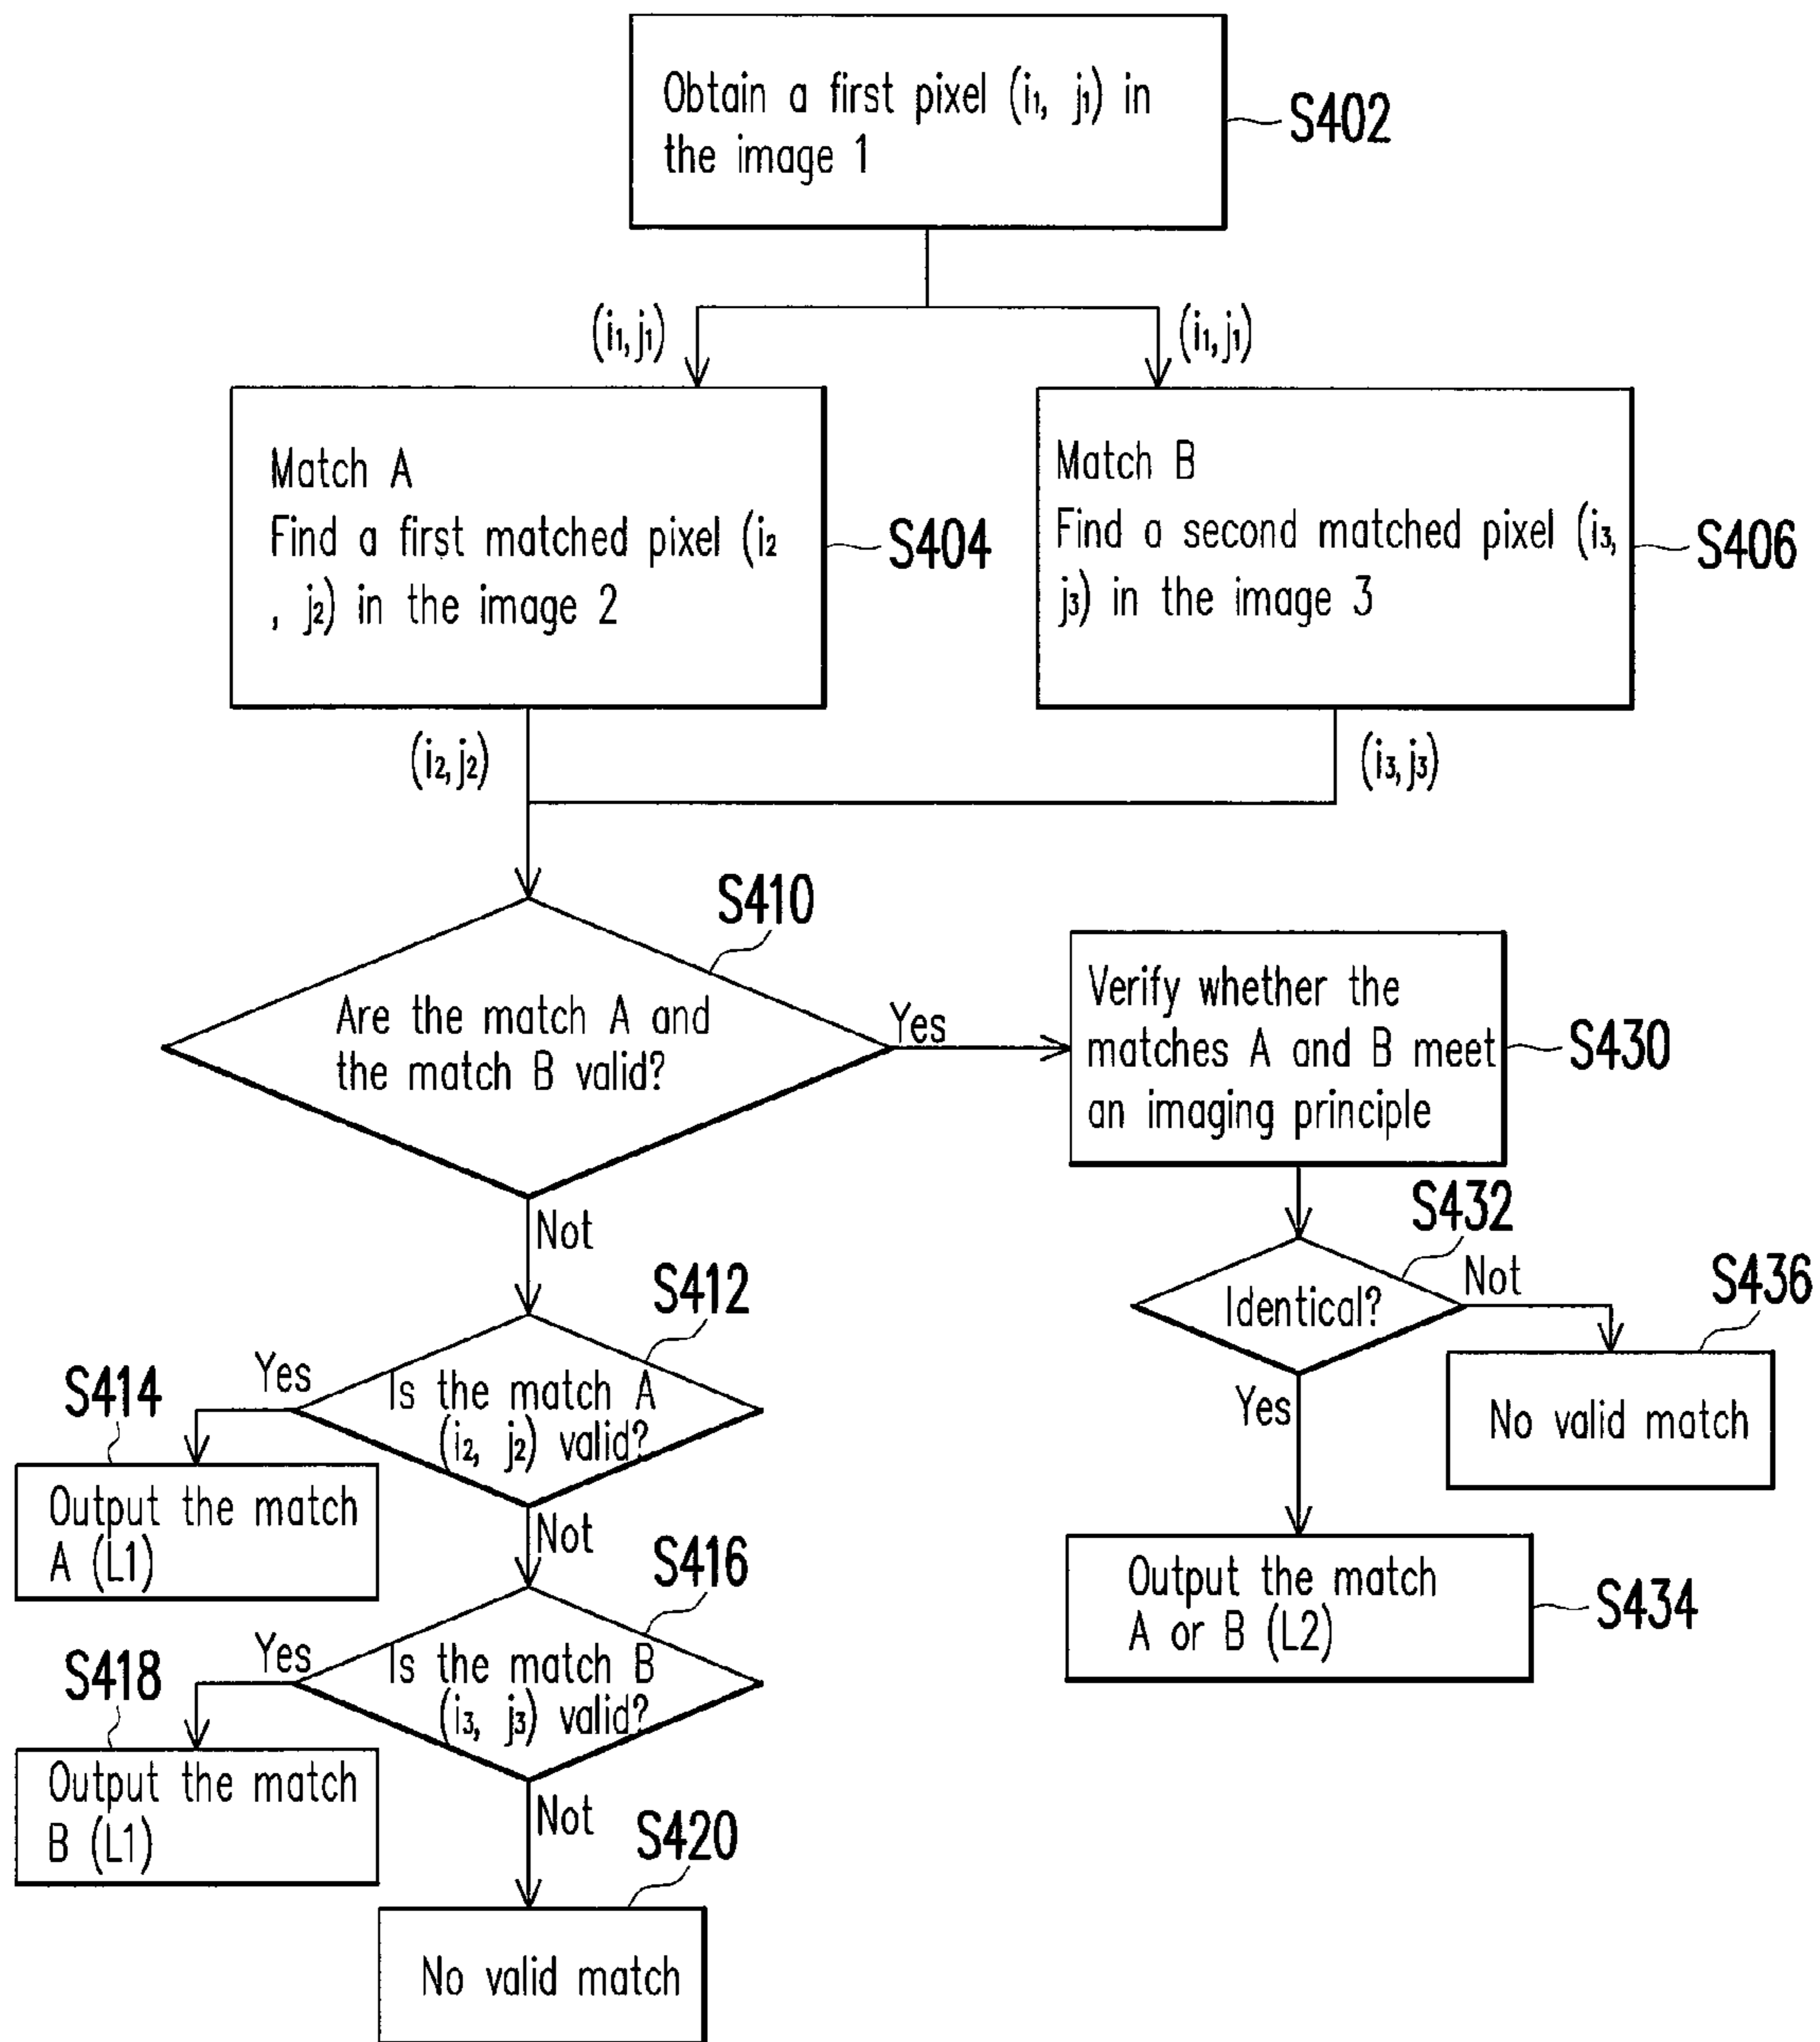 Obtain a first pixel (i₁, j₁) in
the image 1
S402
(i₁,j₁)
(i₁,j₁)
Match A
Find a first matched pixel (i₂
, j₂) in the image 2
S404
Match B
Find a second matched pixel (i₃,
j₃) in the image 3
S406
(i₂,j₂)
(i₃,j₃)
S410
Are the match A and
the match B valid?
Yes
Verify whether the
matches A and B meet
an imaging principle
S430
Not
S432
Identical?
Not
S436
No valid match
Yes
Output the match
A or B (L2)
S434
S412
Is the match A
(i₂, j₂) valid?
Yes
S414
Output the match
A (L1)
Not
S416
Is the match B
(i₃, j₃) valid?
Yes
S418
Output the match
B (L1)
Not
S420
No valid match